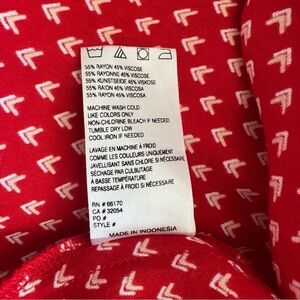 55% RAYON 45% VISCOSE
55% RAYONNE 45% VISCOSE
55% KUNSTSEIDE 45% VISKOSE
55% RAION 45% VISCOSA
55% RAYON 45% VISCOSA
MACHINE WASH COLD
LIKE COLORS ONLY
NON-CHLORINE BLEACH IF NEEDED
TUMBLE DRY LOW
COOL IRON IF NEEDED
LAVAGE EN MACHINE À FROID
COMME LES COULEURS UNIQUEMENT
JAVELLISANT SANS CHLORE SI NÉCESSAIRE
SÉCHAGE PAR CULBUTAGE
À BASSE TEMPÉRATURE
REPASSAGE À FROID SI NÉCESSAIRE
RN # 66170
CA # 32054
PO #
STYLE #
MADE IN INDONESIA